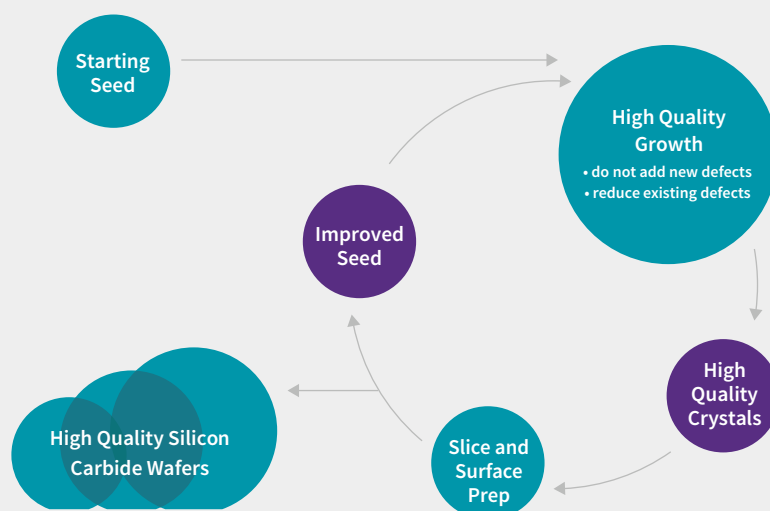 Starting
Seed
High Quality
Growth
• do not add new defects
• reduce existing defects
Improved
Seed
High
Quality
Crystals
High Quality Silicon
Carbide Wafers
Slice and
Surface
Prep